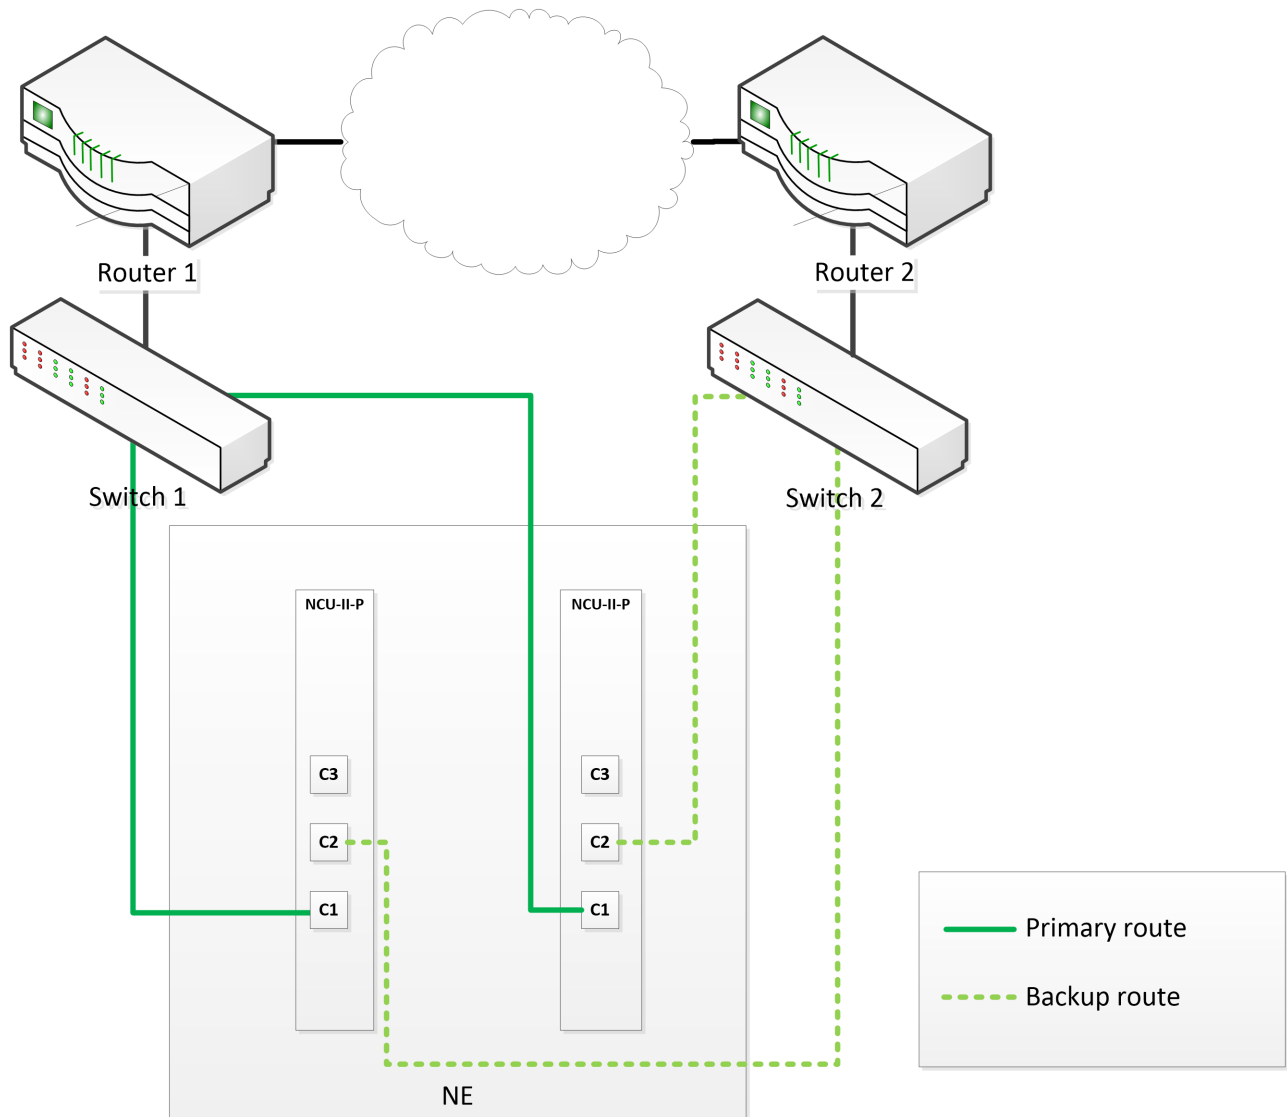 Router 1
Router 2
Switch 1
Switch 2
NCU-II-P
NCU-II-P
C3
C3
C2
C2
C1
C1
Primary route
Backup route
NE